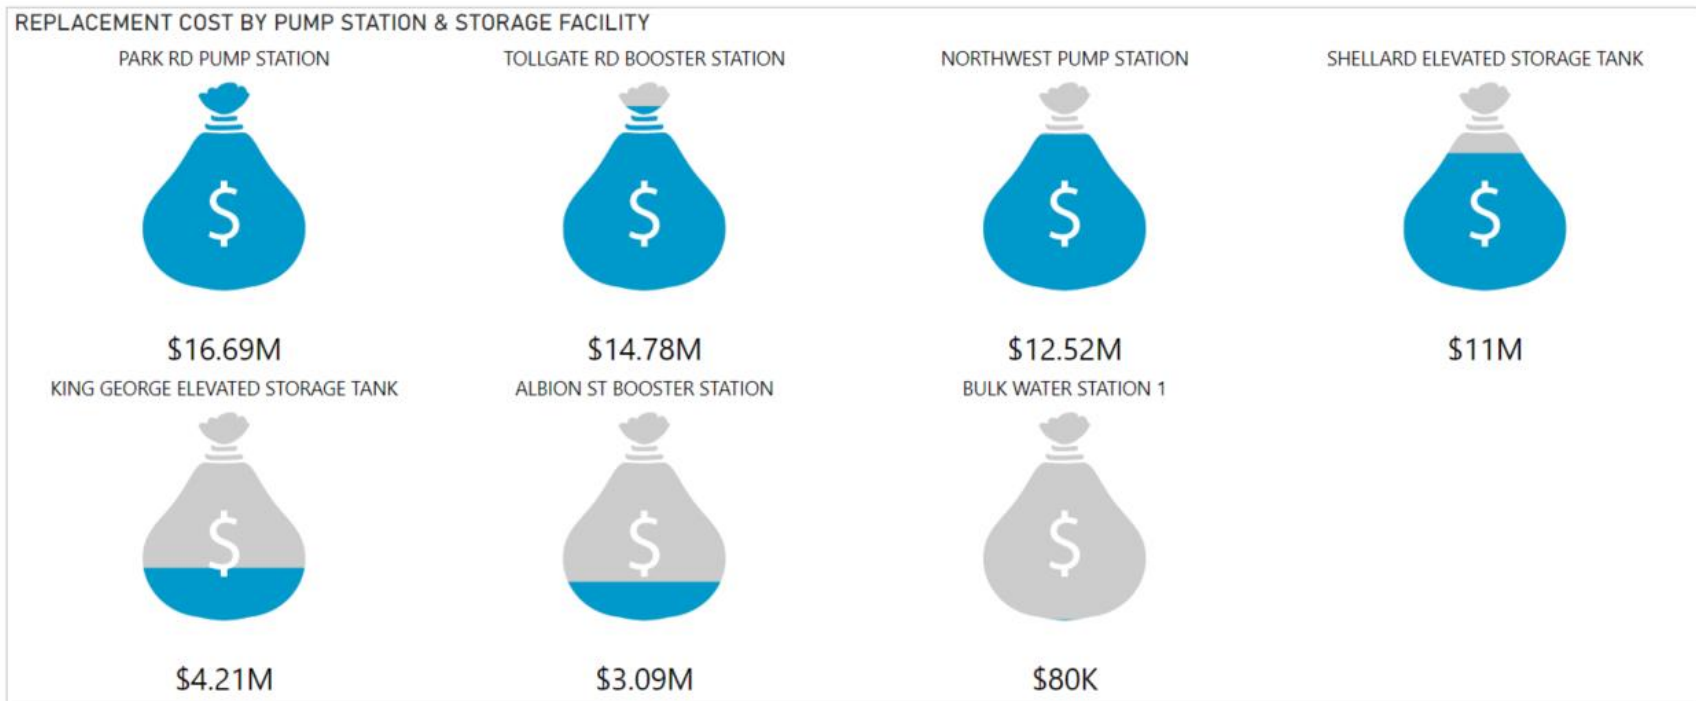 REPLACEMENT COST BY PUMP STATION & STORAGE FACILITY
PARK RD PUMP STATION
TOLLGATE RD BOOSTER STATION
NORTHWEST PUMP STATION
SHELLARD ELEVATED STORAGE TANK
$
$
$
$
$16.69M
$14.78M
$12.52M
$11M
KING GEORGE ELEVATED STORAGE TANK
ALBION ST BOOSTER STATION
BULK WATER STATION 1
$
$
$
$4.21M
$3.09M
$80K